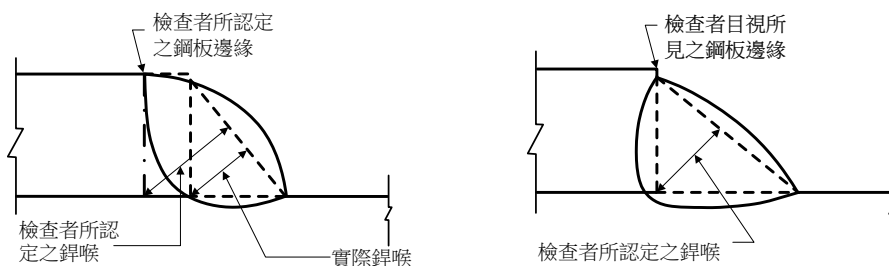 檢查者所認定
之鋼板邊緣
檢查者所認
定之銲喉
實際銲喉
檢查者目視所
見之鋼板邊緣
檢查者所認定之銲喉